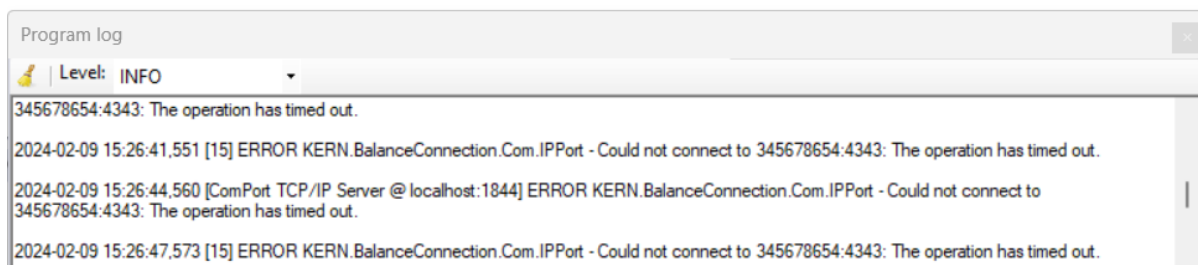 Program log
Level: INFO
345678654:4343: The operation has timed out.
2024-02-09 15:26:41,551 [15] ERROR KERN.BalanceConnection.Com.IPPort - Could not connect to 345678654:4343: The operation has timed out.
2024-02-09 15:26:44,560 [ComPort TCP/IP Server @ localhost:1844] ERROR KERN.BalanceConnection.Com.IPPort - Could not connect to
345678654:4343: The operation has timed out.
2024-02-09 15:26:47,573 [15] ERROR KERN.BalanceConnection.Com.IPPort - Could not connect to 345678654:4343: The operation has timed out.